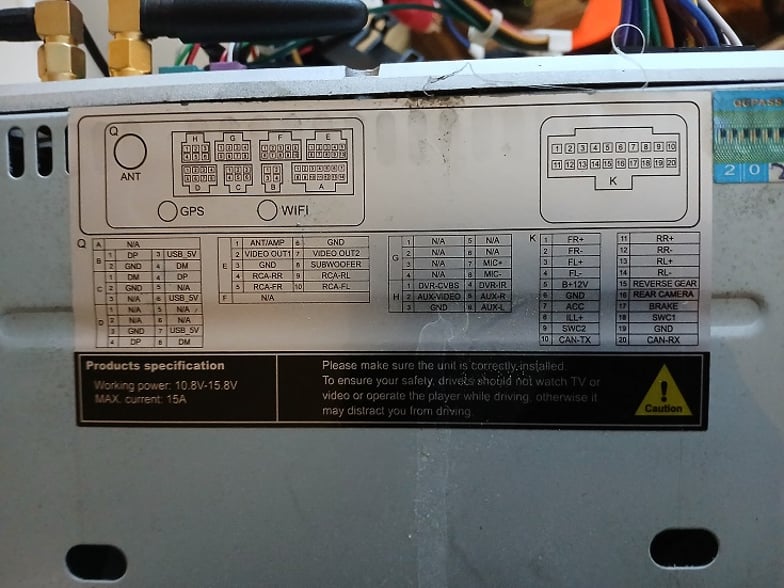 Q
ANT
H G F E
D C B A
GPS
WIFI
1 2 3 4 5 6 7 8 9 10
11 12 13 14 15 16 17 18 19 20
K
QCPASS
2 0
Q
A N/A
B 1 DP 3 USB_5V
2 GND 4 DM
C 1 DM 4 DP
2 GND 5 N/A
3 N/A 6 USB_5V
D 1 N/A 5 N/A
2 N/A 6 N/A
3 GND 7 USB_5V
4 DP 8 DM
E 1 ANT/AMP 6 GND
2 VIDEO OUT1 7 VIDEO OUT2
3 GND 8 SUBWOOFER
4 RCA-RR 9 RCA-RL
5 RCA-FR 10 RCA-FL
F N/A
G 1 N/A 5 N/A
2 N/A 6 N/A
3 N/A 7 MIC+
4 N/A 8 MIC-
H 1 DVR-CVBS 4 DVR-IR
2 AUX-VIDEO 5 AUX-R
3 GND 6 AUX-L
K 1 FR+
2 FR-
3 FL+
4 FL-
5 B+12V
6 GND
7 ACC
8 ILL+
9 SWC2
10 CAN-TX
11 RR+
12 RR-
13 RL+
14 RL-
15 REVERSE GEAR
16 REAR CAMERA
17 BRAKE
18 SWC1
19 GND
20 CAN-RX
Products specification
Working power: 10.8V-15.8V
MAX. current: 15A
Please make sure the unit is correctly installed.
To ensure your safety, drivers should not watch TV or
video or operate the player while driving, otherwise it
may distract you from driving.
Caution